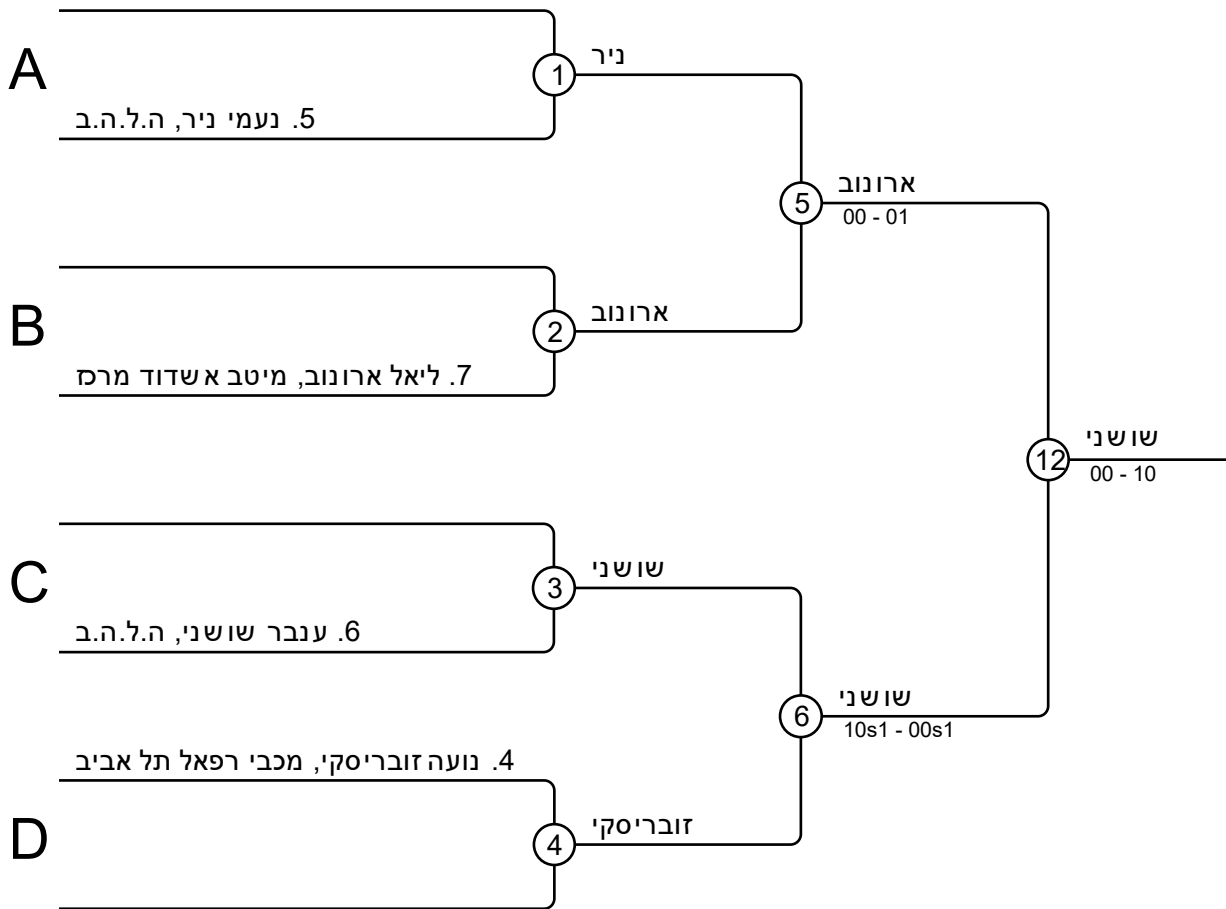 A
1
ניר
5. נעמי ניר, ה.ל.ה.ב
5
ארונוב
00 - 01
B
2
ארונוב
7. ליאל ארונוב, מיטב אשדוד מרכז
12
שושני
00 - 10
C
3
שושני
6. ענבר שושני, ה.ל.ה.ב
6
שושני
10s1 - 00s1
4. נועה זובריסקי, מכבי רפאל תל אביב
D
4
זובריסקי